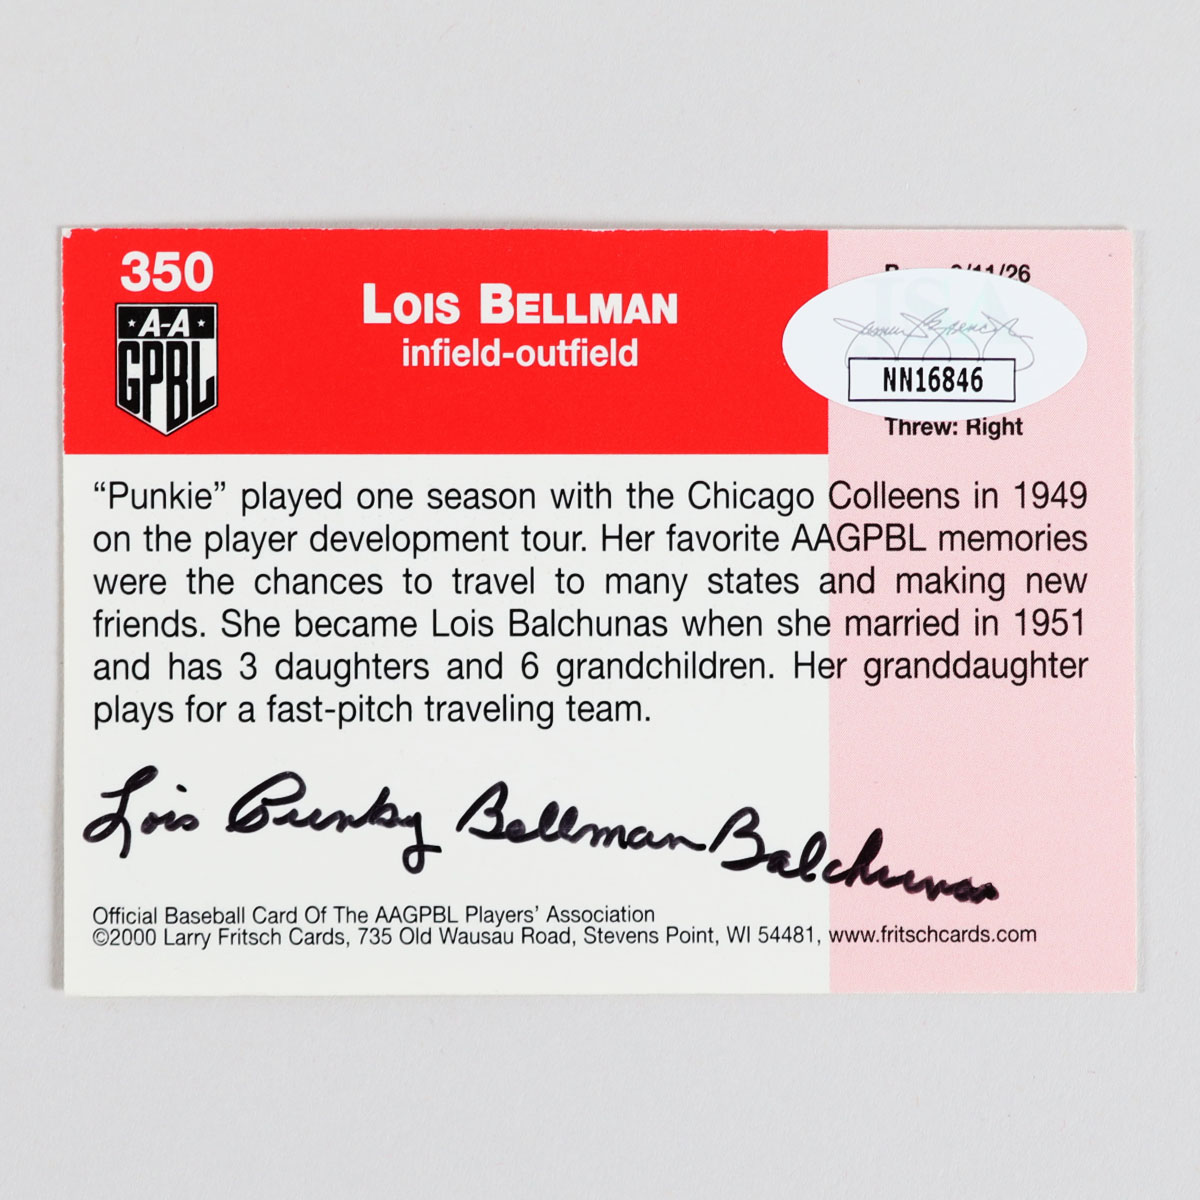 350
A-A
GPBL
LOIS BELLMAN
infield-outfield
/11/26
NN16846
Threw: Right
“Punkie” played one season with the Chicago Colleens in 1949
on the player development tour. Her favorite AAGPBL memories
were the chances to travel to many states and making new
friends. She became Lois Balchunas when she married in 1951
and has 3 daughters and 6 grandchildren. Her granddaughter
plays for a fast-pitch traveling team.
Lois Punky Bellman Balchunas
Official Baseball Card Of The AAGPBL Players’ Association
©2000 Larry Fritsch Cards, 735 Old Wausau Road, Stevens Point, WI 54481, www.fritschcards.com